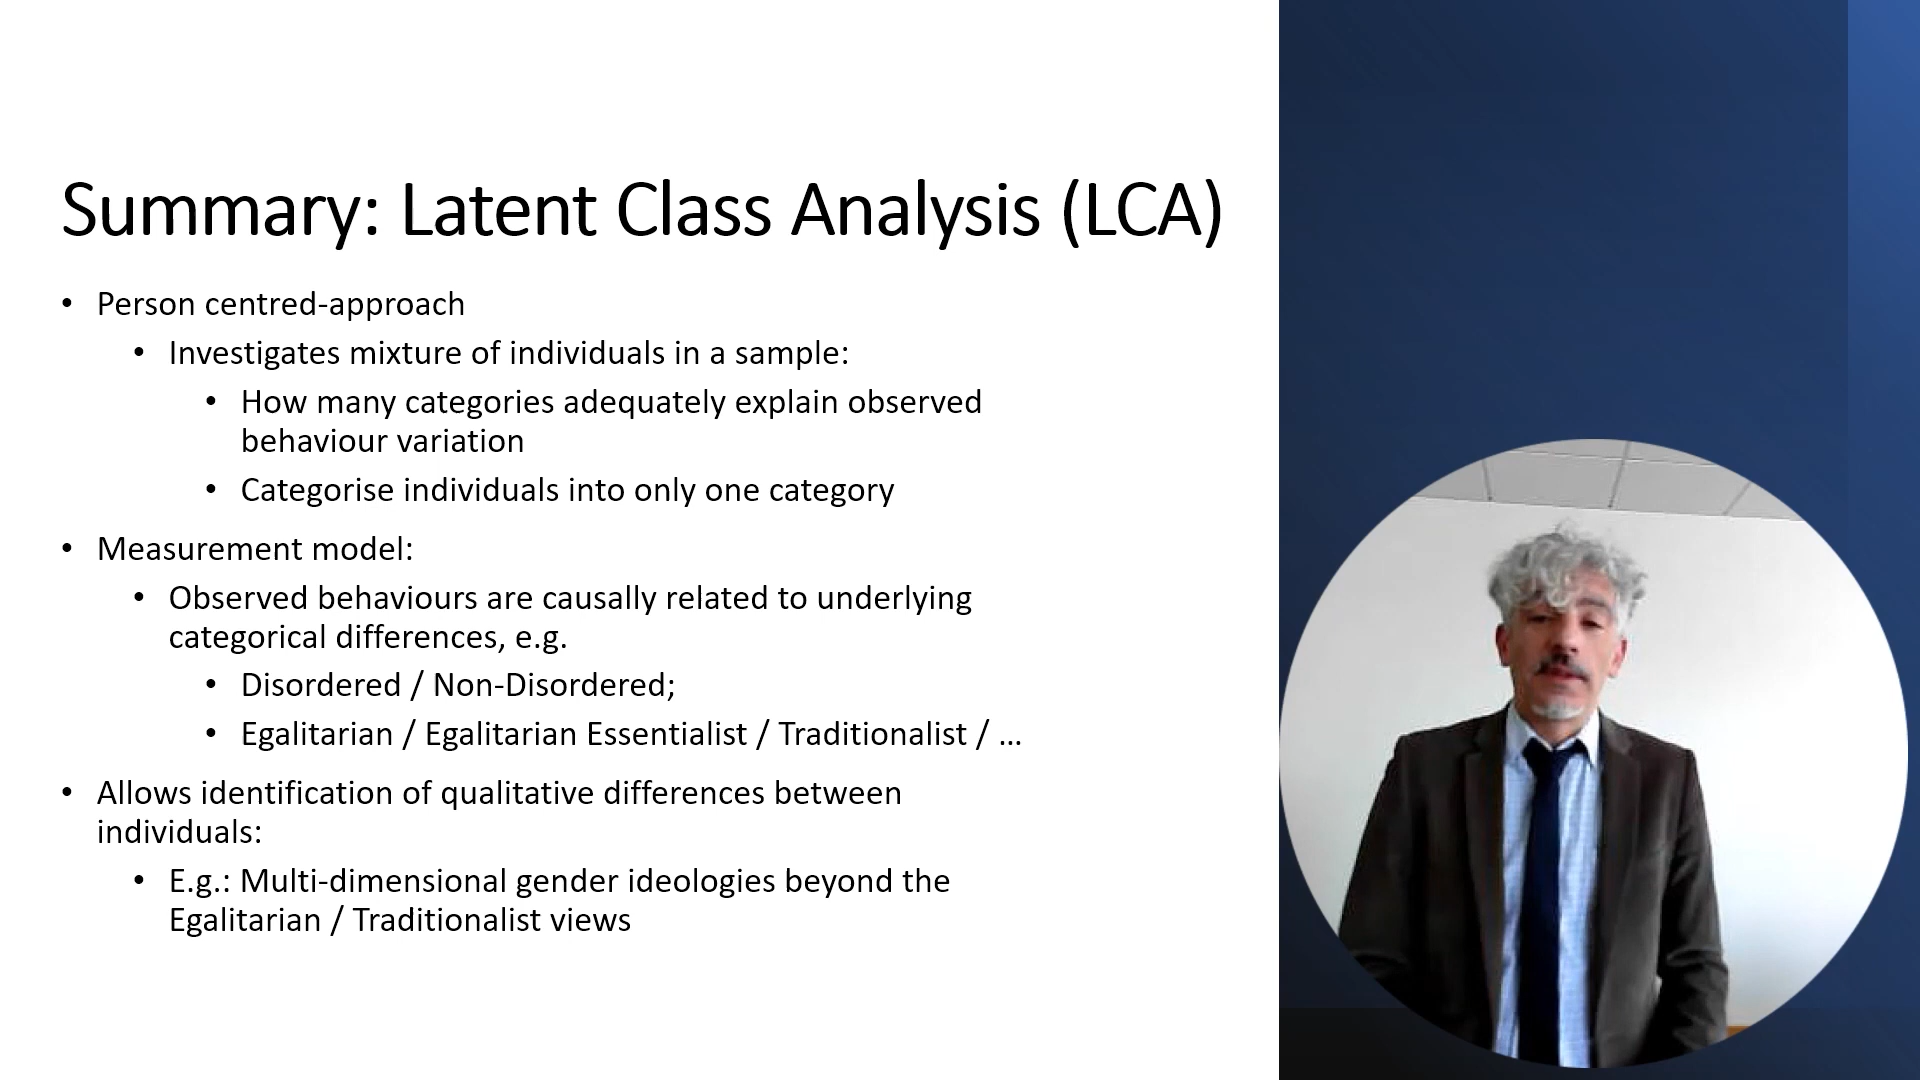 Summary: Latent Class Analysis (LCA)
• Person centred-approach
• Investigates mixture of individuals in a sample:
• How many categories adequately explain observed
behaviour variation
• Categorise individuals into only one category
• Measurement model:
• Observed behaviours are causally related to underlying
categorical differences, e.g.
• Disordered / Non-Disordered;
• Egalitarian / Egalitarian Essentialist / Traditionalist / ...
• Allows identification of qualitative differences between
individuals:
• E.g.: Multi-dimensional gender ideologies beyond the
Egalitarian / Traditionalist views